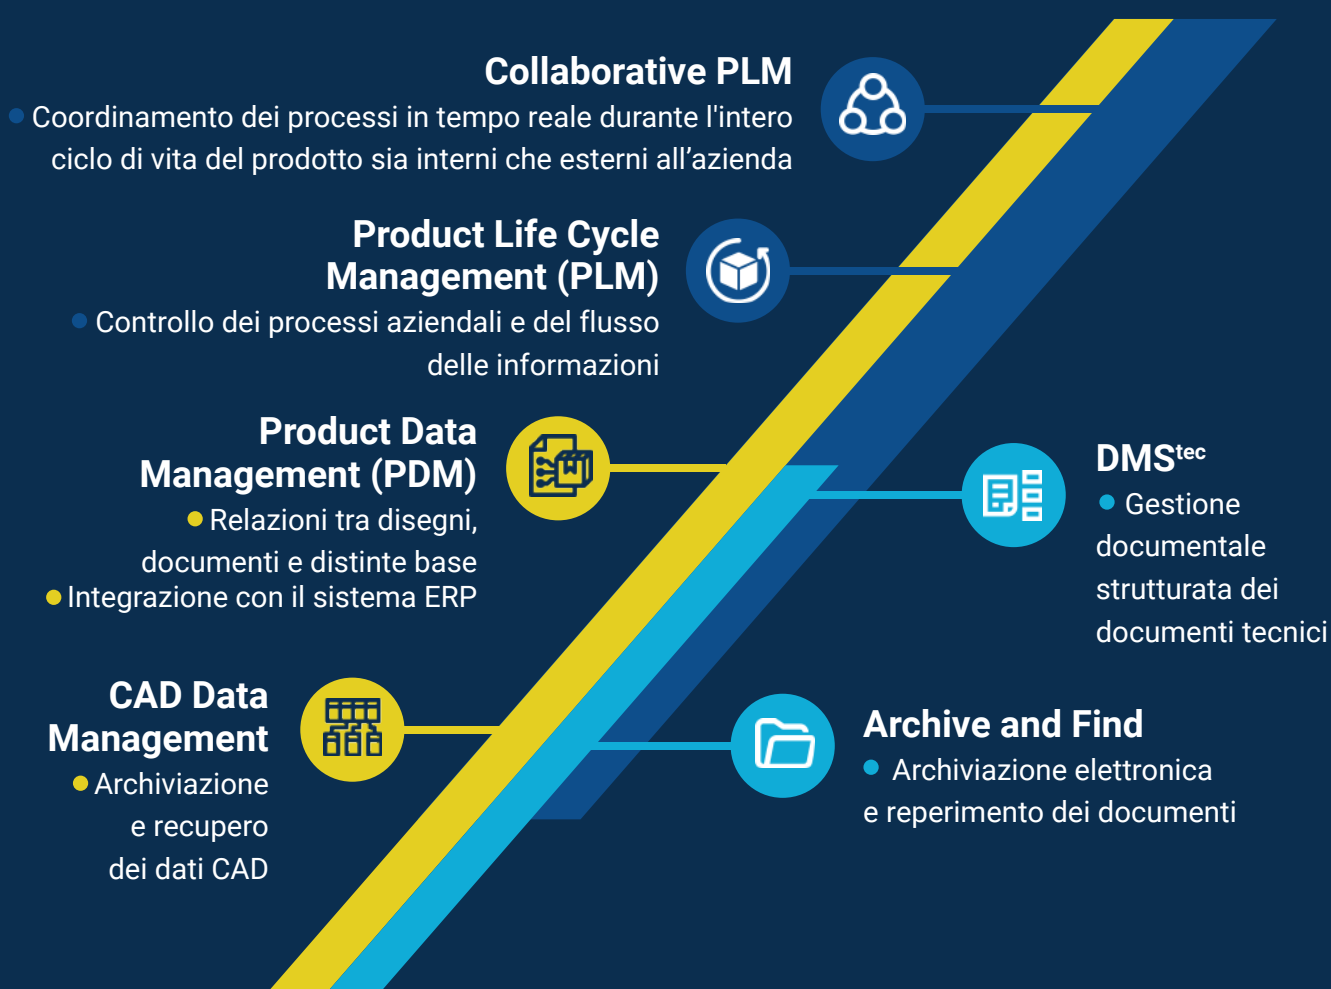 Collaborative PLM
Coordinamento dei processi in tempo reale durante l'intero
ciclo di vita del prodotto sia interni che esterni all’azienda
Product Life Cycle
Management (PLM)
Controllo dei processi aziendali e del flusso
delle informazioni
Product Data
Management (PDM)
Relazioni tra disegni,
documenti e distinte base
Integrazione con il sistema ERP
DMStec
Gestione
documentale
strutturata dei
documenti tecnici
CAD Data
Management
Archiviazione
e recupero
dei dati CAD
Archive and Find
Archiviazione elettronica
e reperimento dei documenti